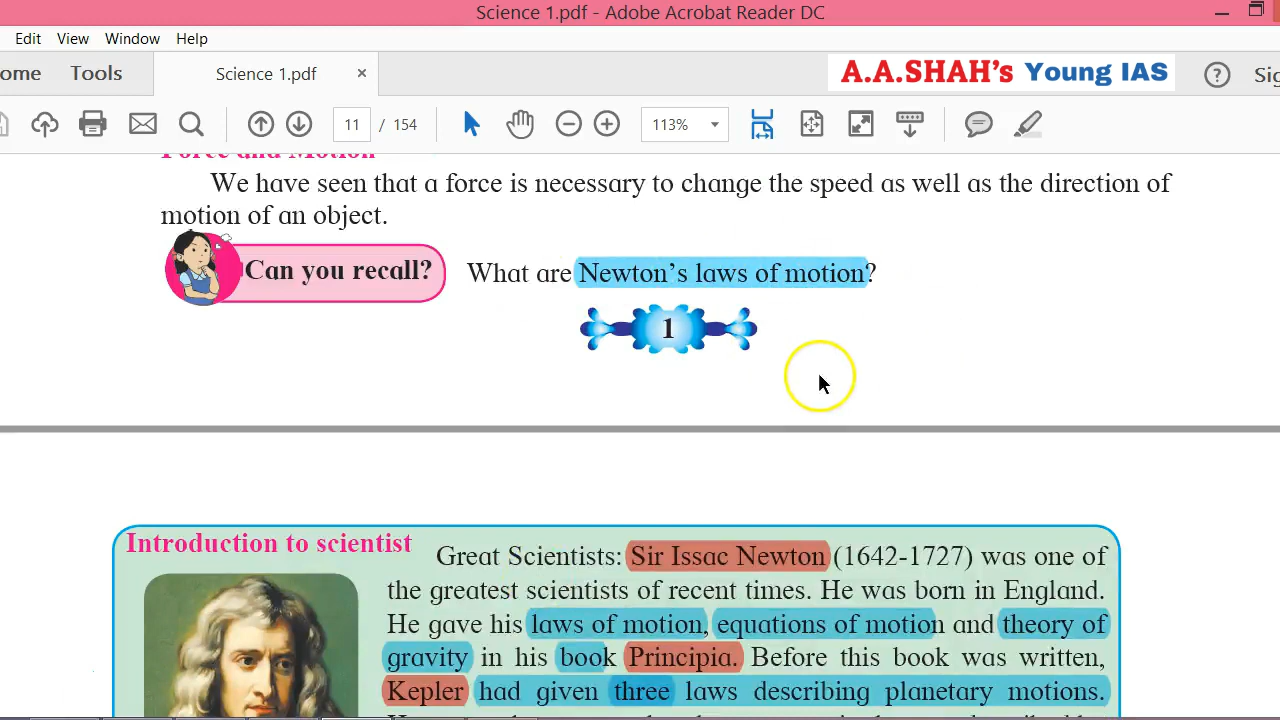 Science 1.pdf - Adobe Acrobat Reader DC
Edit View Window Help
ome Tools Science 1.pdf ×
A.A.SHAH's Young IAS
? Sig
11 / 154 113%
Force and Motion
We have seen that a force is necessary to change the speed as well as the direction of
motion of an object.
Can you recall? What are Newton's laws of motion?
1
Introduction to scientist
Great Scientists: Sir Issac Newton (1642-1727) was one of
the greatest scientists of recent times. He was born in England.
He gave his laws of motion, equations of motion and theory of
gravity in his book Principia. Before this book was written,
Kepler had given three laws describing planetary motions.